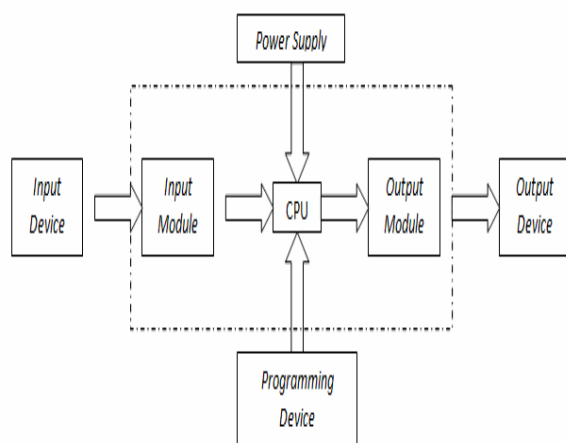 Power Supply
Input
Device
Input
Module
CPU
Output
Module
Output
Device
Programming
Device